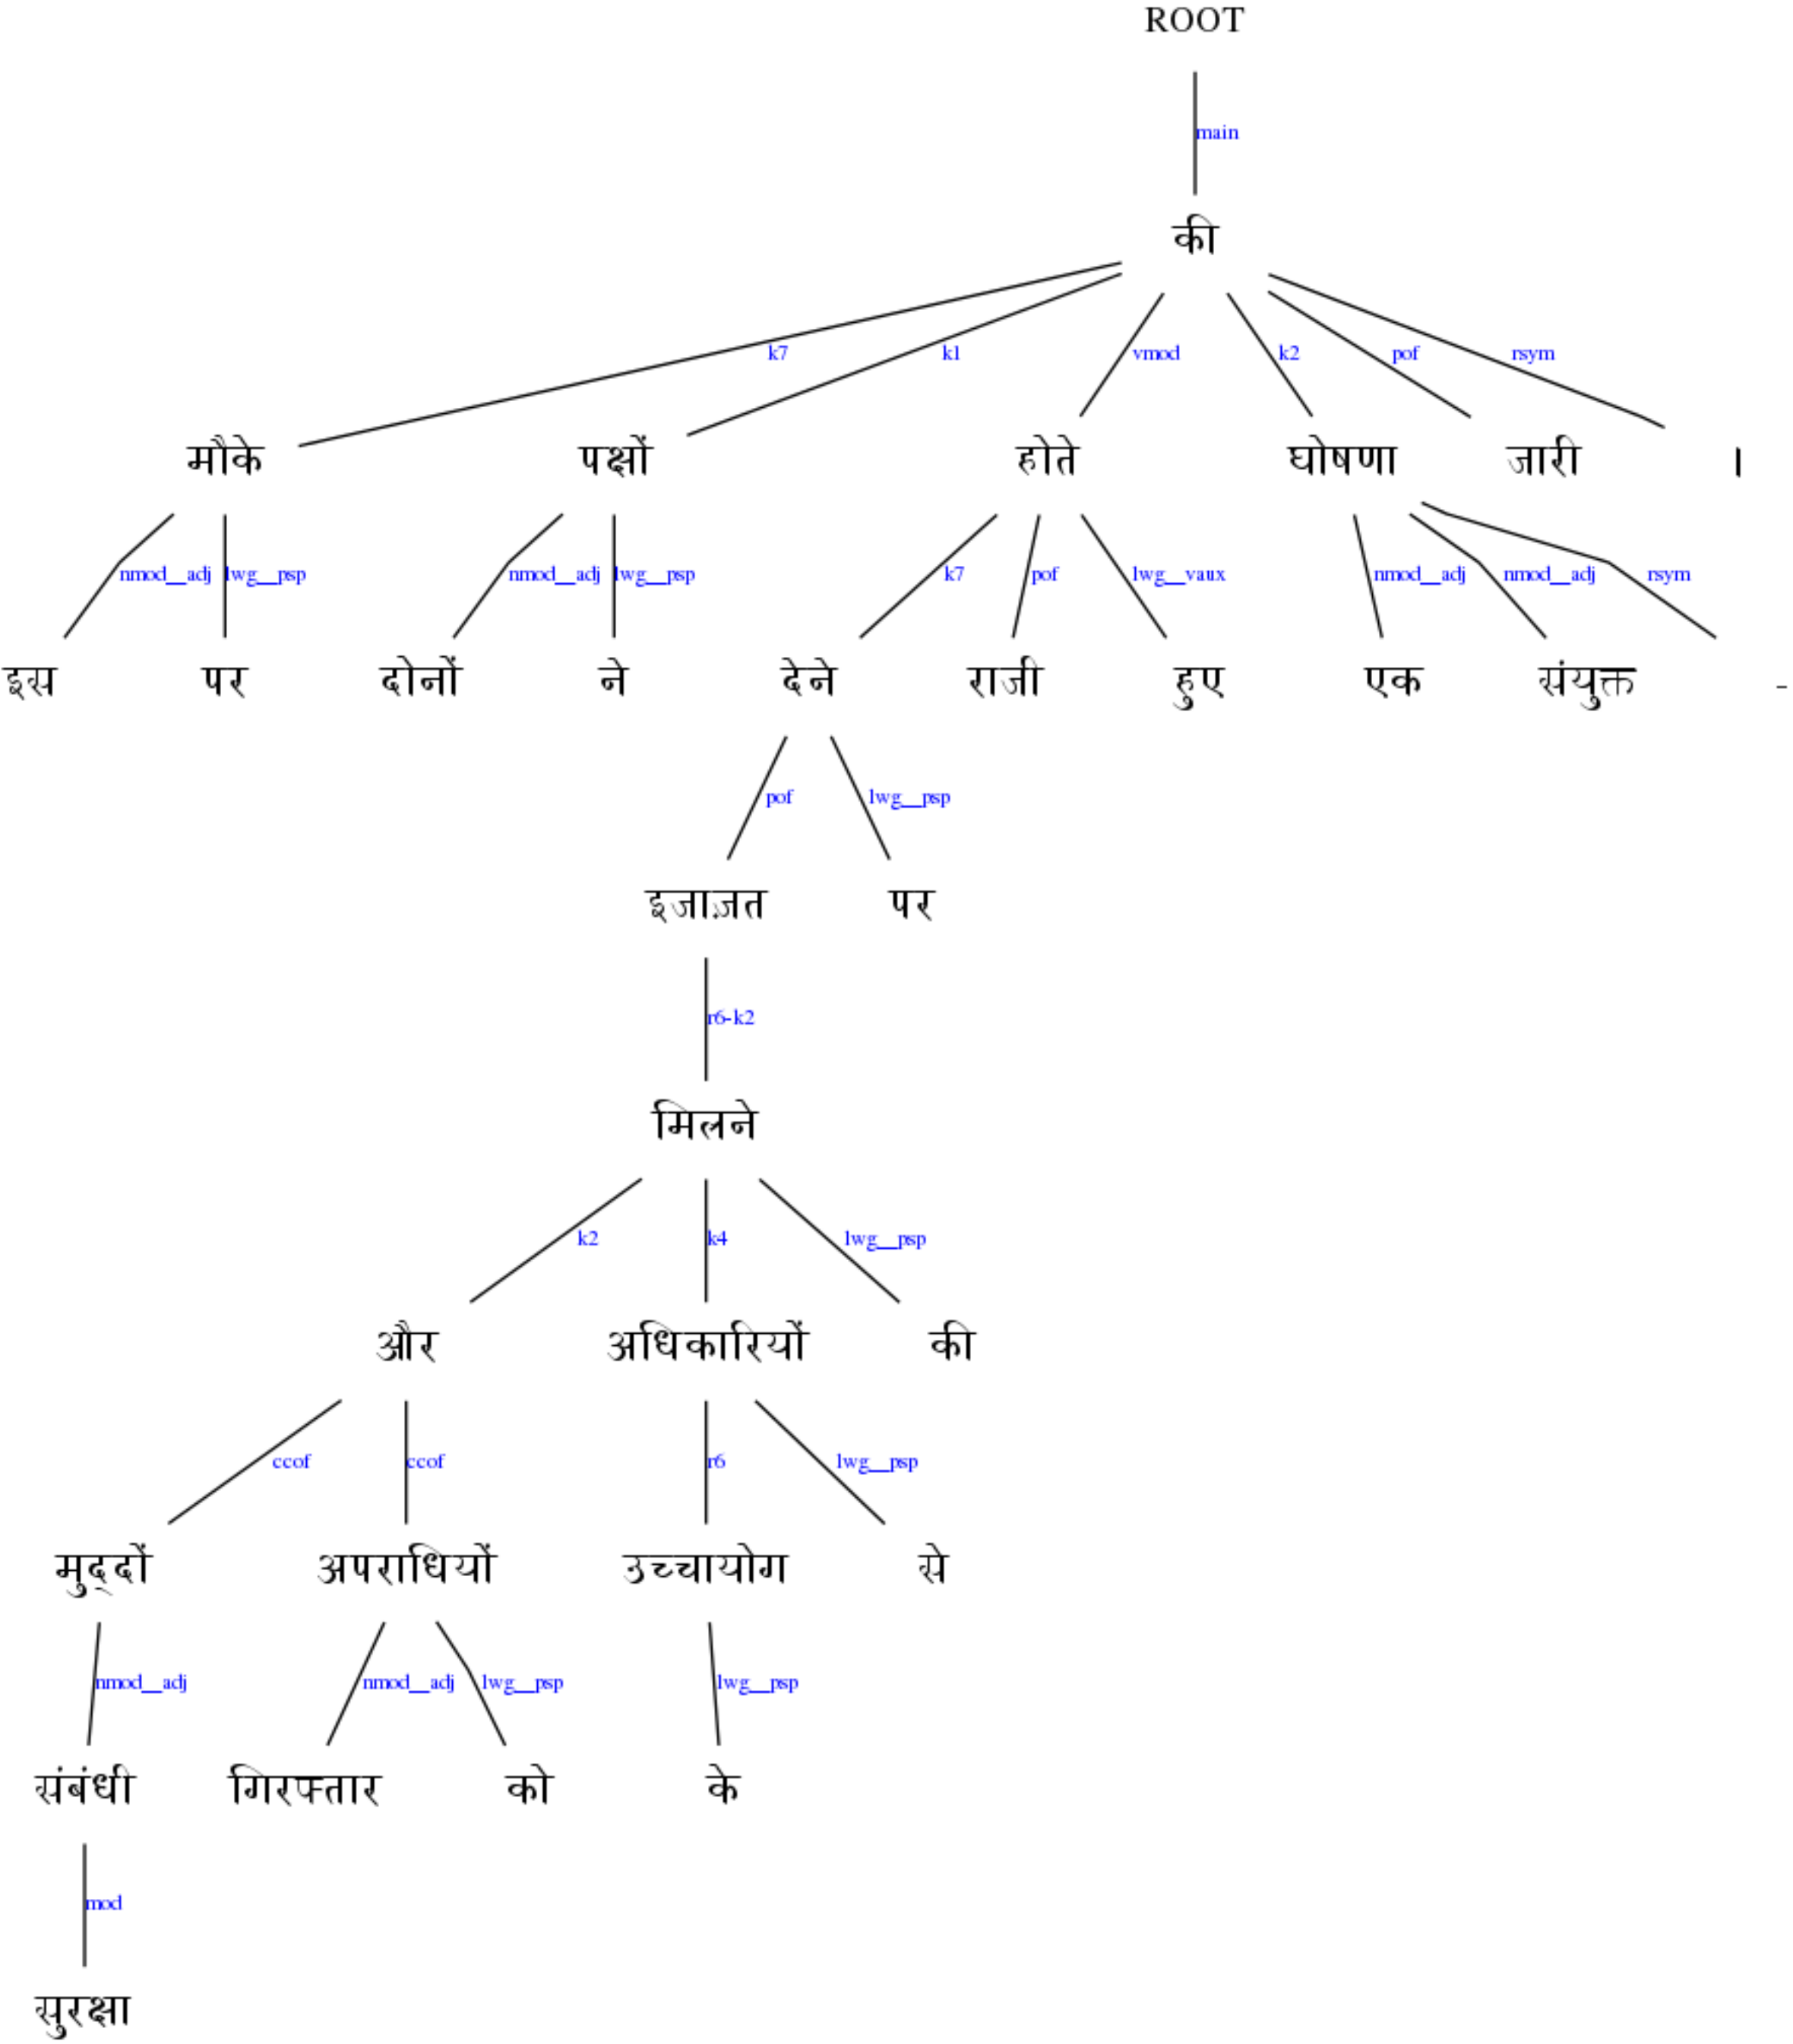 ROOT
main
की
k7 k1 vmod k2 pof rsym
मौके पक्षों होते घोषणा जारी ।
nmod__adj lwg__psp nmod__adj lwg__psp k7 pof lwg__vaux nmod__adj nmod__adj rsym
इस पर दोनों ने देने राजी हुए एक संयुक्त -
pof lwg__psp
इजाज़त पर
r6-k2
मिलने
k2 k4 lwg__psp
और अधिकारियों की
ccof ccof r6 lwg__psp
मुद्दों अपराधियों उच्चायोग से
nmod__adj nmod__adj lwg__psp lwg__psp
संबंधी गिरफ्तार को के
mod
सुरक्षा